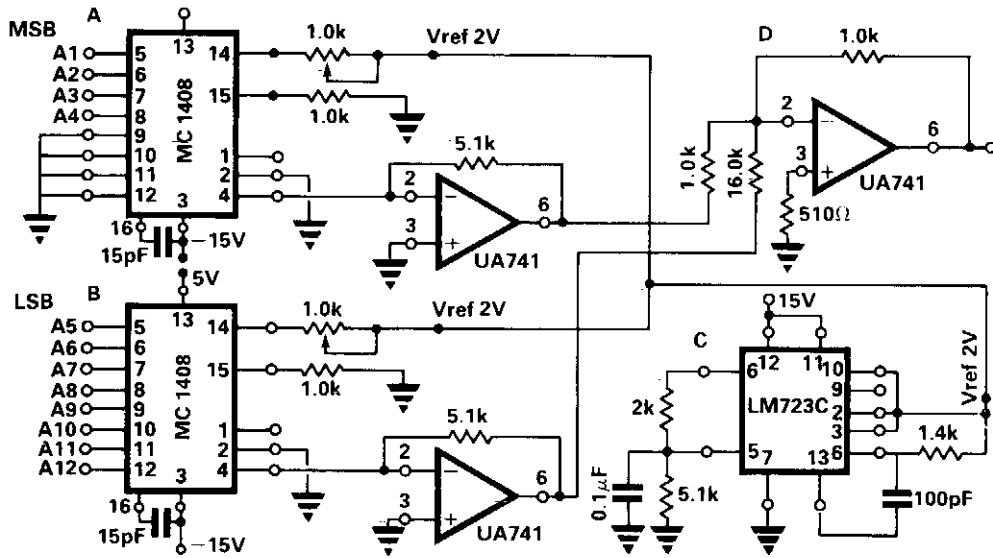 MSB
A
A1
A2
A3
A4
5
6
7
8
9
10
11
12
13
14
15
1
2
4
3
16
MC 1408
15pF
−15V
1.0k
1.0k
Vref 2V
5.1k
2
3
6
UA741
5V
LSB
B
A5
A6
A7
A8
A9
A10
A11
A12
5
6
7
8
9
10
11
12
13
14
15
1
2
4
3
16
MC 1408
15pF
−15V
1.0k
1.0k
Vref 2V
5.1k
2
3
6
UA741
D
1.0k
1.0k
16.0k
2
3
6
510Ω
UA741
C
15V
12
11
6
5
7
13
10
9
2
3
6
LM723C
2k
5.1k
0.1μF
1.4k
100pF
Vref 2V